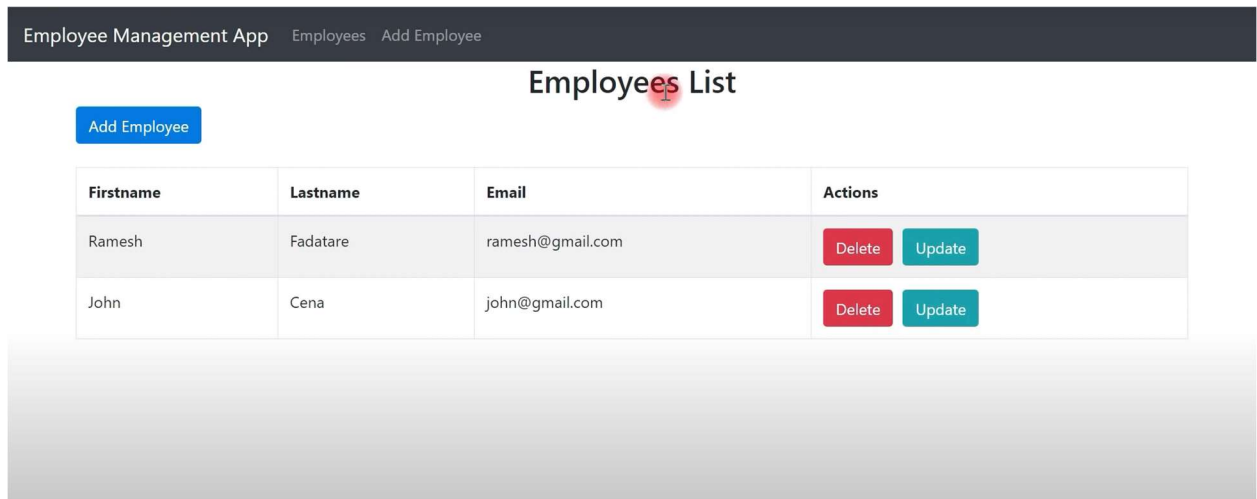 Employee Management App Employees Add Employee
Employees List
Add Employee
Firstname Lastname Email Actions
Ramesh Fadatare ramesh@gmail.com Delete Update
John Cena john@gmail.com Delete Update